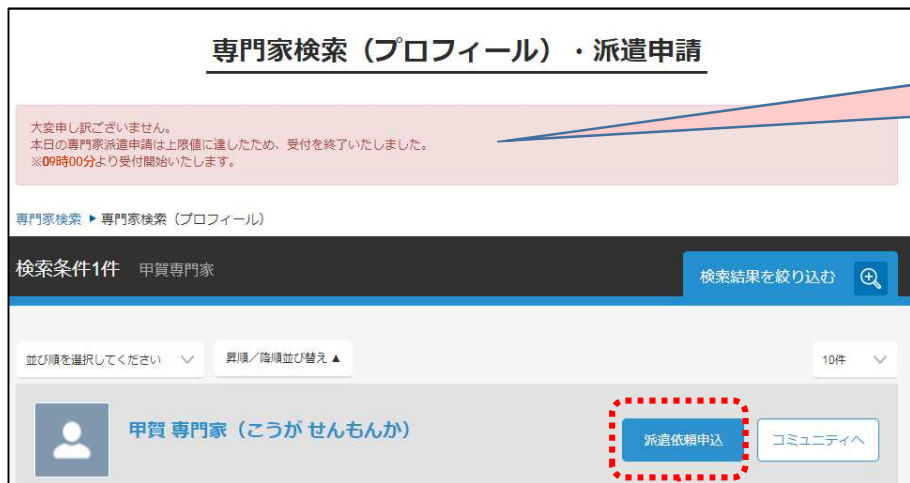 専門家検索（プロフィール）・派遣申請
大変申し訳ございません。
本日の専門家派遣申請は上限値に達したため、受付を終了いたしました。
※09時00分より受付開始いたします。
専門家検索 ▶ 専門家検索（プロフィール）
検索条件1件 甲賀専門家
検索結果を絞り込む
並び順を選択してください 昇順／降順並び替え ▲ 10件
甲賀 専門家（こうが せんもんか） 派遣依頼申込 コミュニティへ